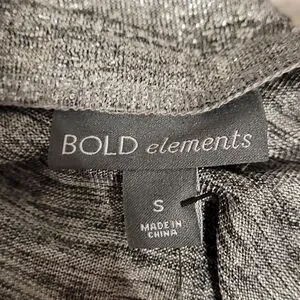 BOLD elements
S
MADE IN
CHINA